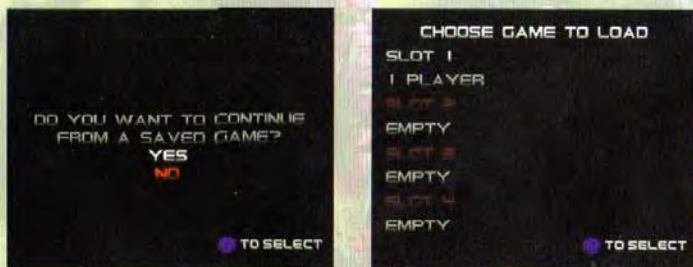 DO YOU WANT TO CONTINUE
FROM A SAVED GAME?
YES
NO
TO SELECT
CHOOSE GAME TO LOAD
SLOT 1
1 PLAYER
SLOT 2
EMPTY
SLOT 3
EMPTY
SLOT 4
EMPTY
TO SELECT